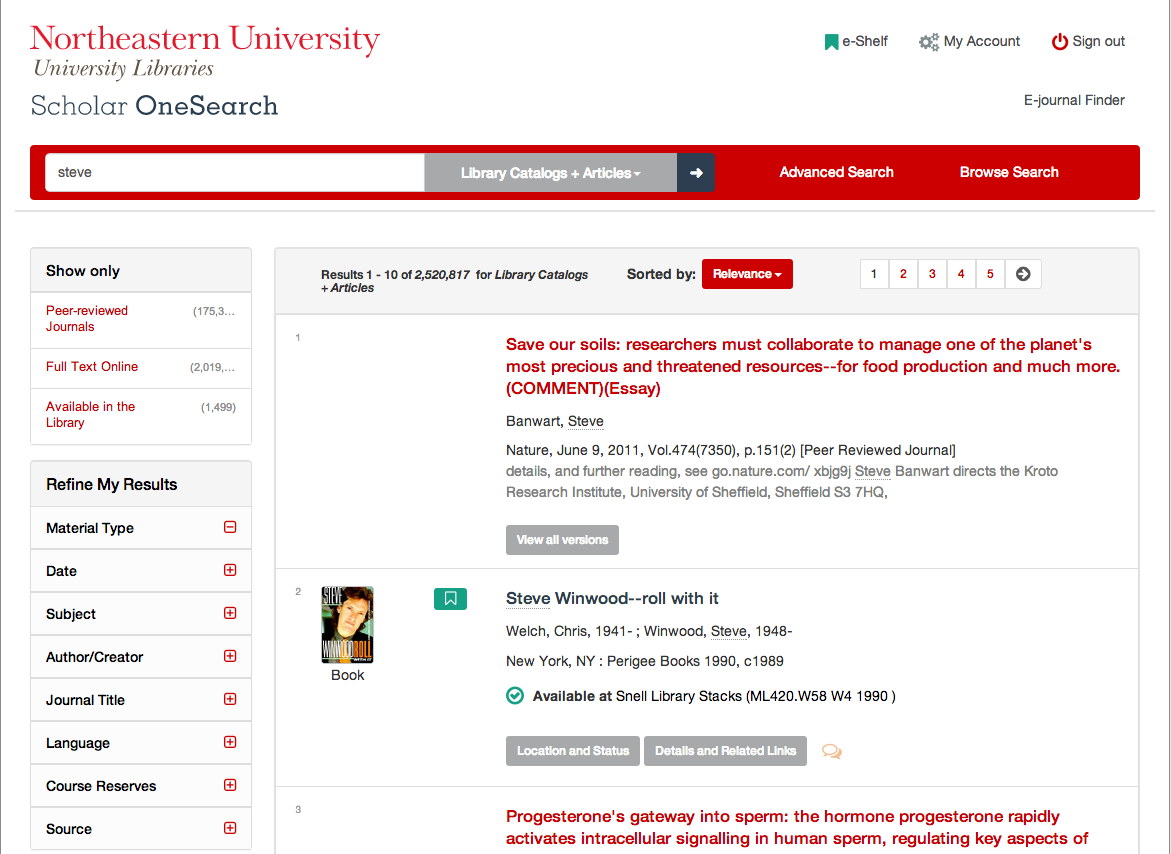 Northeastern University
University Libraries
Scholar OneSearch
e-Shelf
My Account
Sign out
E-journal Finder
steve
Library Catalogs + Articles
Advanced Search
Browse Search
Show only
Peer-reviewed Journals (175,3...
Full Text Online (2,019,...
Available in the Library (1,499)
Refine My Results
Material Type
Date
Subject
Author/Creator
Journal Title
Language
Course Reserves
Source
Results 1 - 10 of 2,520,817 for Library Catalogs
+ Articles
Sorted by: Relevance
1 2 3 4 5
1
Save our soils: researchers must collaborate to manage one of the planet's
most precious and threatened resources--for food production and much more.
(COMMENT)(Essay)
Banwart, Steve
Nature, June 9, 2011, Vol.474(7350), p.151(2) [Peer Reviewed Journal]
details, and further reading, see go.nature.com/ xbjg9j Steve Banwart directs the Kroto
Research Institute, University of Sheffield, Sheffield S3 7HQ,
View all versions
2
STEVE
WINWOOD ROLL
WITH IT
Book
Steve Winwood--roll with it
Welch, Chris, 1941- ; Winwood, Steve, 1948-
New York, NY : Perigee Books 1990, c1989
Available at Snell Library Stacks (ML420.W58 W4 1990 )
Location and Status
Details and Related Links
3
Progesterone's gateway into sperm: the hormone progesterone rapidly
activates intracellular signalling in human sperm, regulating key aspects of